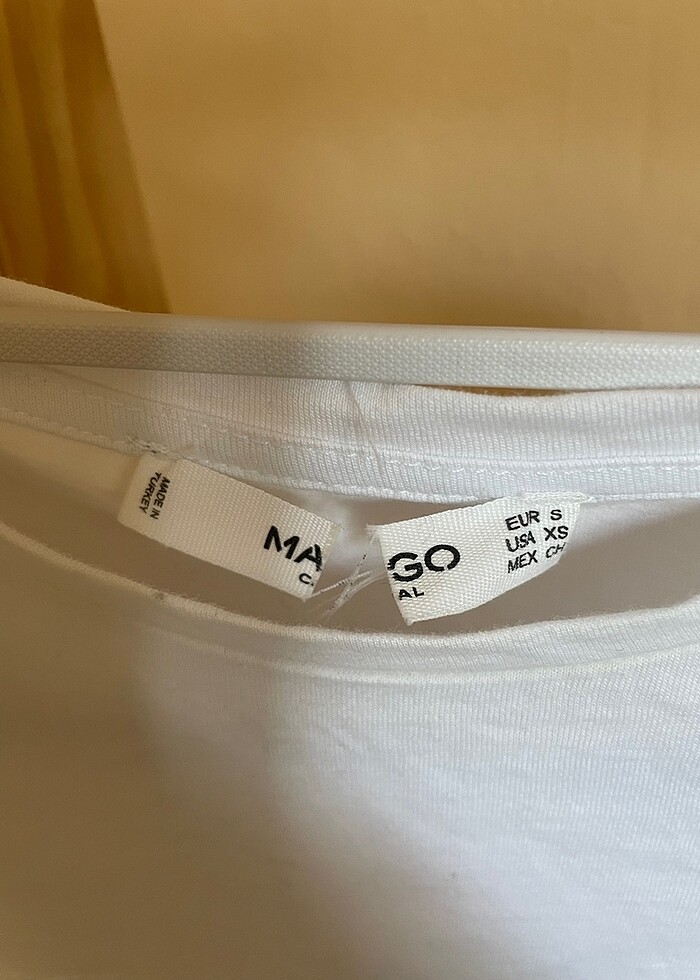 MADE IN
TURKEY
MA GO
C AL
EUR S
USA XS
MEX CH